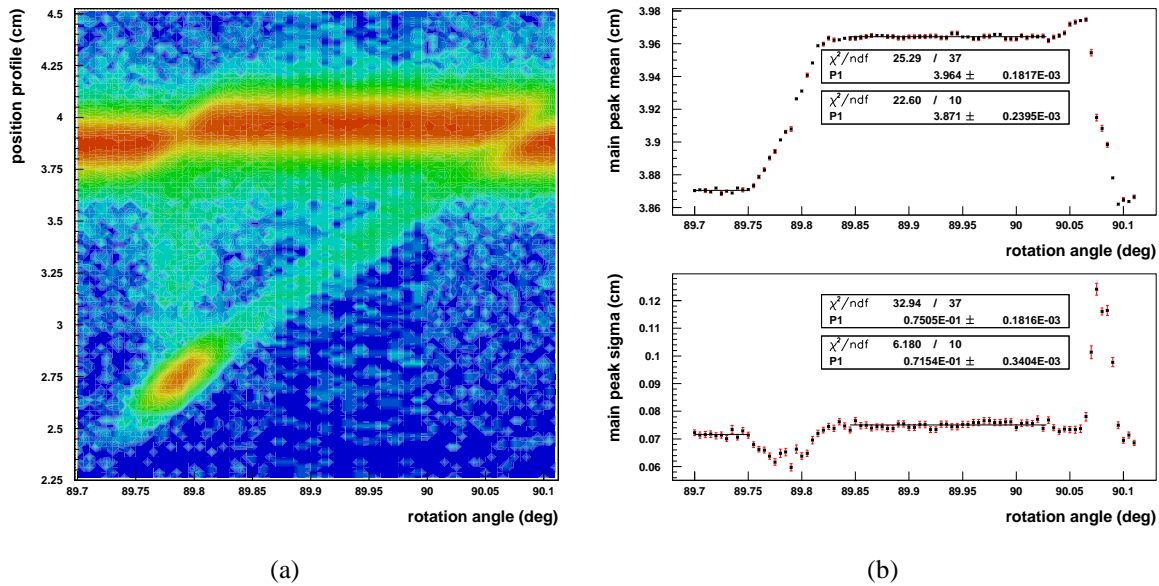 position profile (cm)
4.5
4.25
4
3.75
3.5
3.25
3
2.75
2.5
2.25
89.7 89.75 89.8 89.85 89.9 89.95 90 90.05 90.1
rotation angle (deg)
(a)
main peak mean (cm)
3.98
3.96
3.94
3.92
3.9
3.88
3.86
χ²/ndf 25.29 / 37
P1 3.964 ± 0.1817E-03
χ²/ndf 22.60 / 10
P1 3.871 ± 0.2395E-03
89.7 89.75 89.8 89.85 89.9 89.95 90 90.05 90.1
rotation angle (deg)
main peak sigma (cm)
0.12
0.1
0.08
0.06
χ²/ndf 32.94 / 37
P1 0.7505E-01 ± 0.1816E-03
χ²/ndf 6.180 / 10
P1 0.7154E-01 ± 0.3404E-03
89.7 89.75 89.8 89.85 89.9 89.95 90 90.05 90.1
rotation angle (deg)
(b)